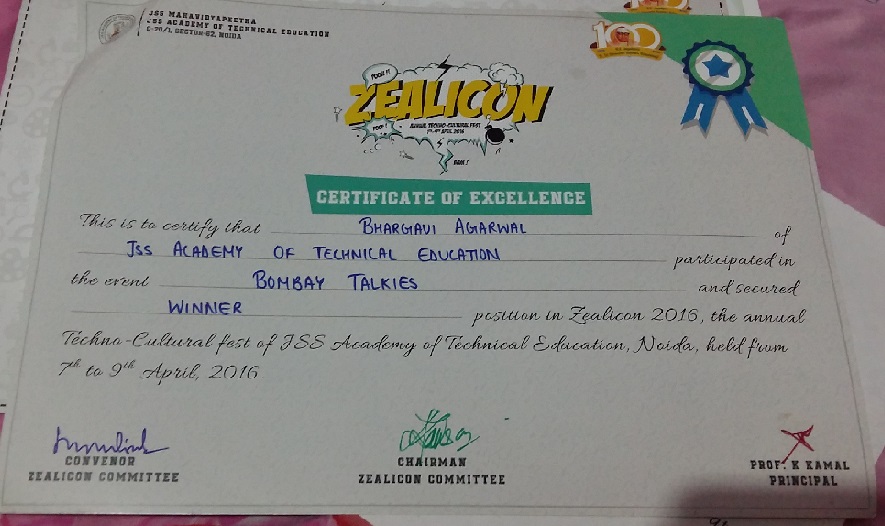 JSS MAHAVIDYAPEETHA
JSS ACADEMY OF TECHNICAL EDUCATION
C-20/1, SECTOR-62, NOIDA
100
POOH !!
ZEALICON
ANNUAL TECHNO-CULTURAL FEST
7th-9th APRIL 2016
POOF !
BAM !
CERTIFICATE OF EXCELLENCE
This is to certify that BHARGAVI AGARWAL of
JSS ACADEMY OF TECHNICAL EDUCATION participated in
the event BOMBAY TALKIES and secured
WINNER position in Zealicon 2016, the annual
Techno-Cultural fest of JSS Academy of Technical Education, Noida, held from
7th to 9th April, 2016
CONVENOR
ZEALICON COMMITTEE
CHAIRMAN
ZEALICON COMMITTEE
PROF. K KAMAL
PRINCIPAL